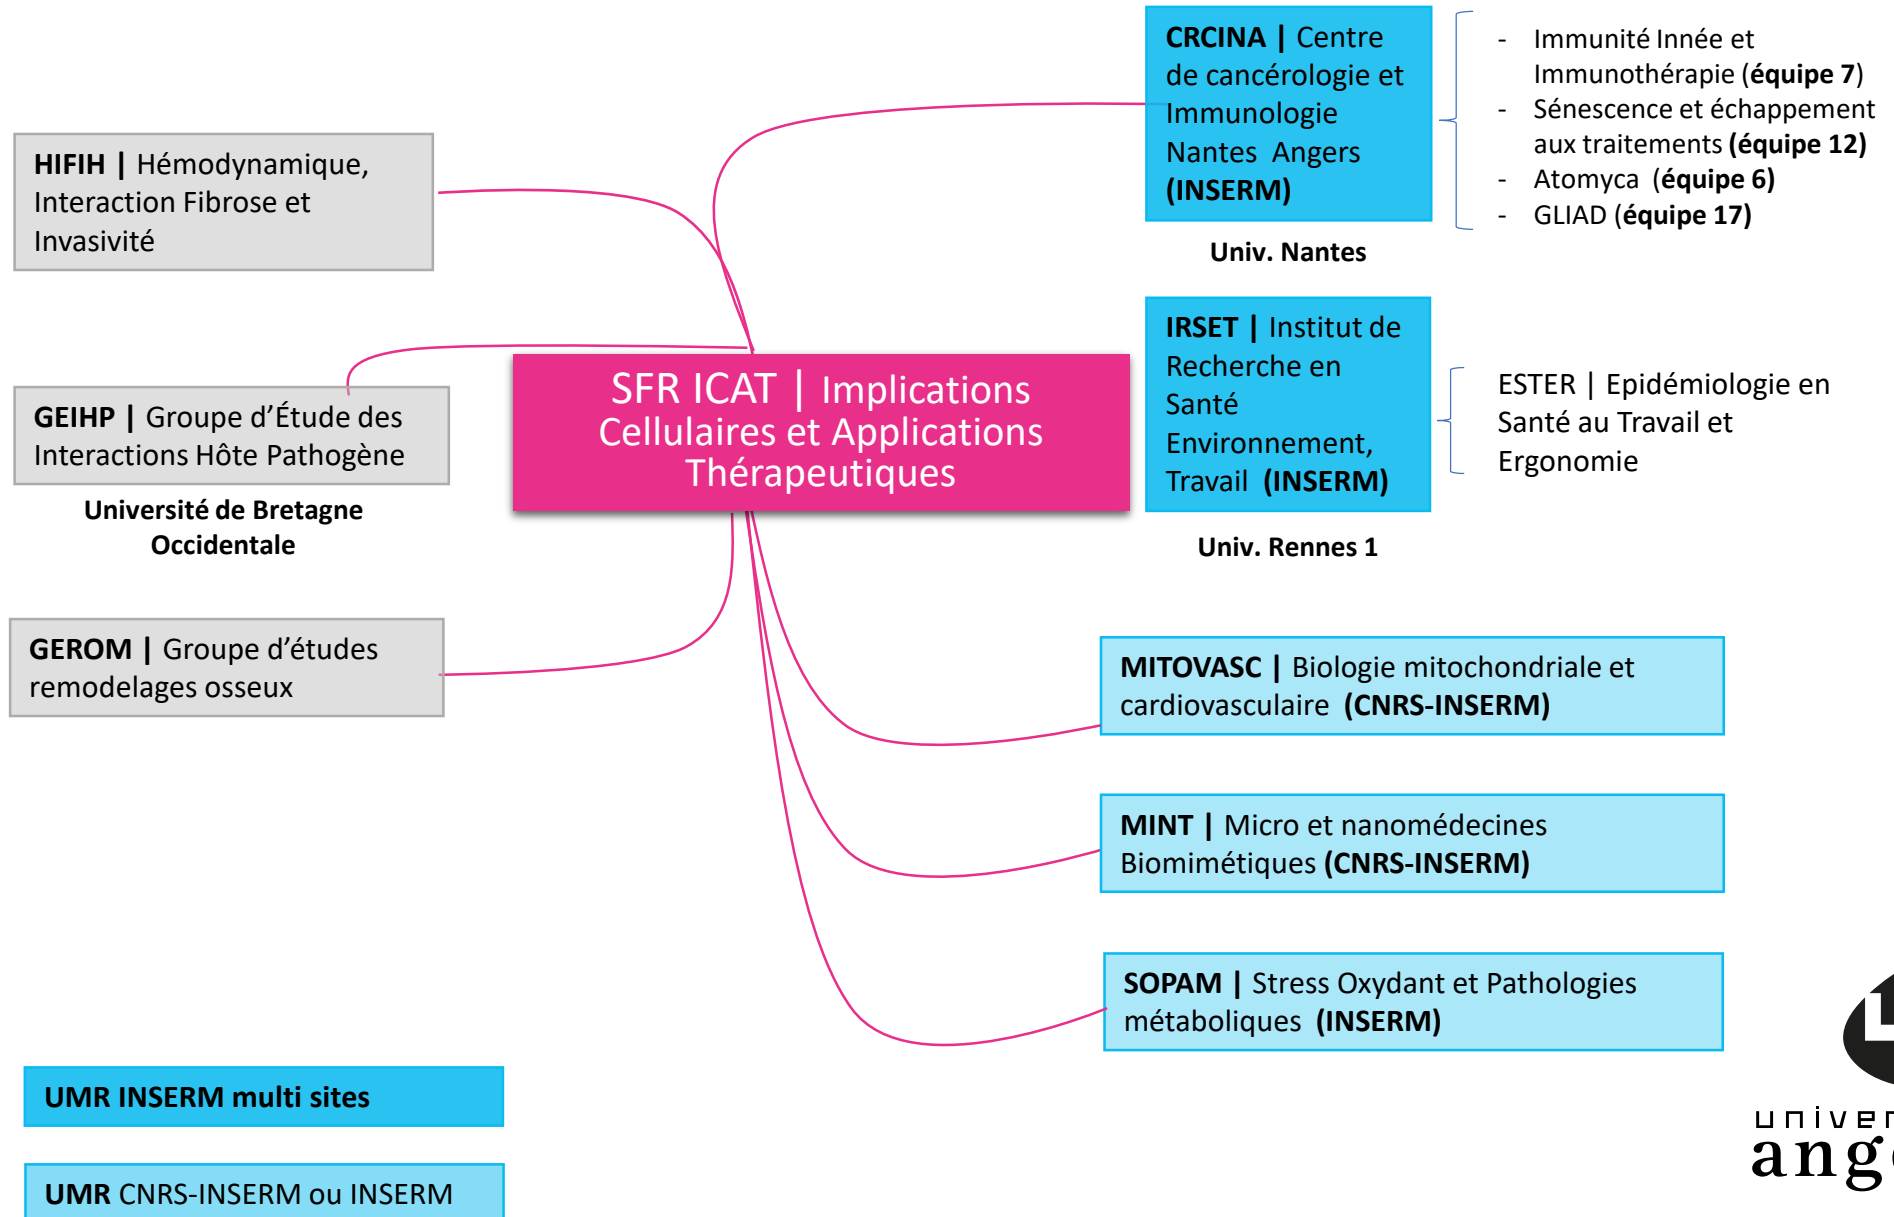 CRCINA | Centre
de cancérologie et
Immunologie
Nantes Angers
(INSERM)
Univ. Nantes
- Immunité Innée et
Immunothérapie (équipe 7)
- Sénescence et échappement
aux traitements (équipe 12)
- Atomyca (équipe 6)
- GLIAD (équipe 17)
HIFIH | Hémodynamique,
Interaction Fibrose et
Invasivité
IRSET | Institut de
Recherche en
Santé
Environnement,
Travail (INSERM)
Univ. Rennes 1
ESTER | Epidémiologie en
Santé au Travail et
Ergonomie
SFR ICAT | Implications
Cellulaires et Applications
Thérapeutiques
GEIHP | Groupe d’Étude des
Interactions Hôte Pathogène
Université de Bretagne
Occidentale
GEROM | Groupe d’études
remodelages osseux
MITOVASC | Biologie mitochondriale et
cardiovasculaire (CNRS-INSERM)
MINT | Micro et nanomédecines
Biomimétiques (CNRS-INSERM)
SOPAM | Stress Oxydant et Pathologies
métaboliques (INSERM)
UMR INSERM multi sites
UMR CNRS-INSERM ou INSERM